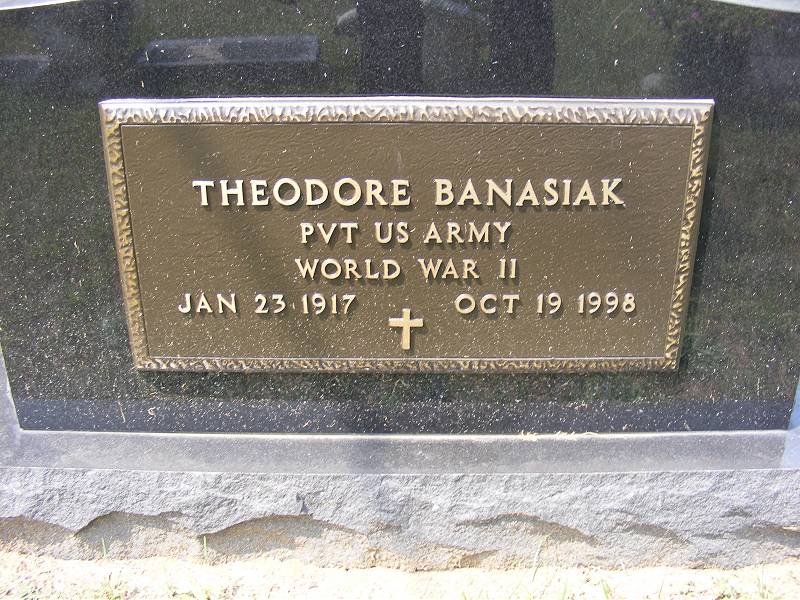 THEODORE BANASIAK
PVT US ARMY
WORLD WAR II
JAN 23 1917 OCT 19 1998